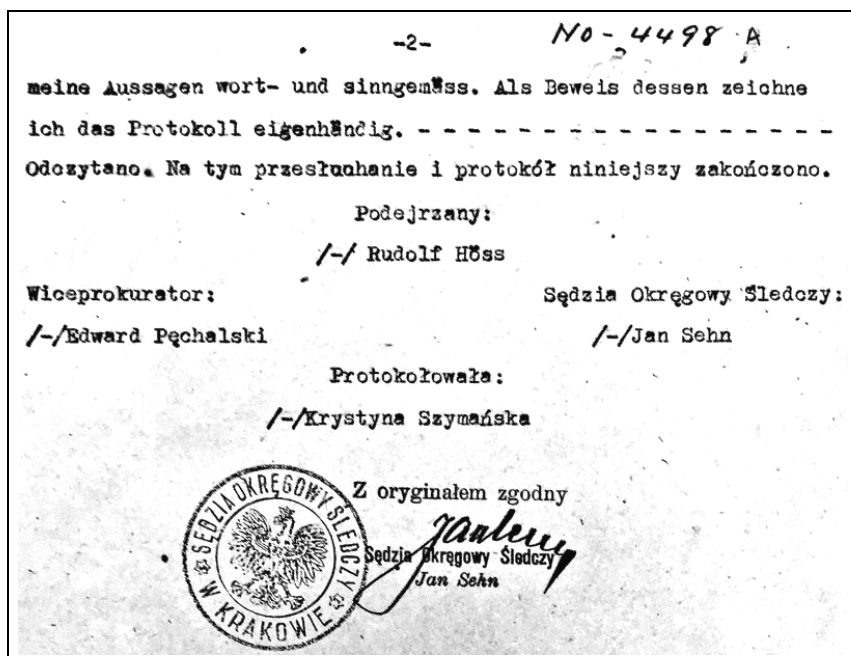 -2-
NO-4498 A
meine Aussagen wort- und sinngemäss. Als Beweis dessen zeichne
ich das Protokoll eigenhändig. - - - - - - - - - - - - - - - - - -
Odczytano. Na tym przesłuchanie i protokół niniejszy zakończono.
Podejrzany:
/-/ Rudolf Höss
Wiceprokurator: Sędzia Okręgowy Śledczy:
/-/Edward Pęchalski /-/Jan Sehn
Protokołowała:
/-/Krystyna Szymańska
SĘDZIA OKRĘGOWY ŚLEDCZY
W KRAKOWIE
Z oryginałem zgodny
Sędzia Okręgowy Śledczy
Jan Sehn